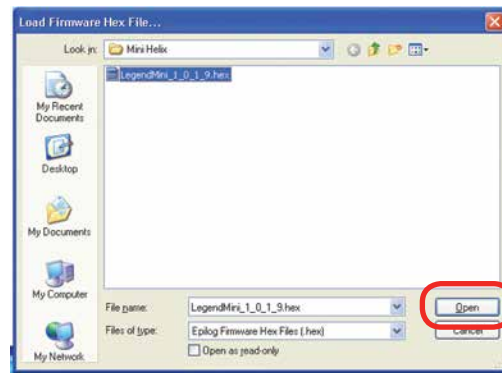 Load Firmware Hex File...
Look in: Mini Helix
LegendMini_1_0_1_9.hex
My Recent
Documents
Desktop
My Documents
My Computer
My Network
File name: LegendMini_1_0_1_9.hex Open
Files of type: Epilog Firmware Hex Files (.hex) Cancel
Open as read-only